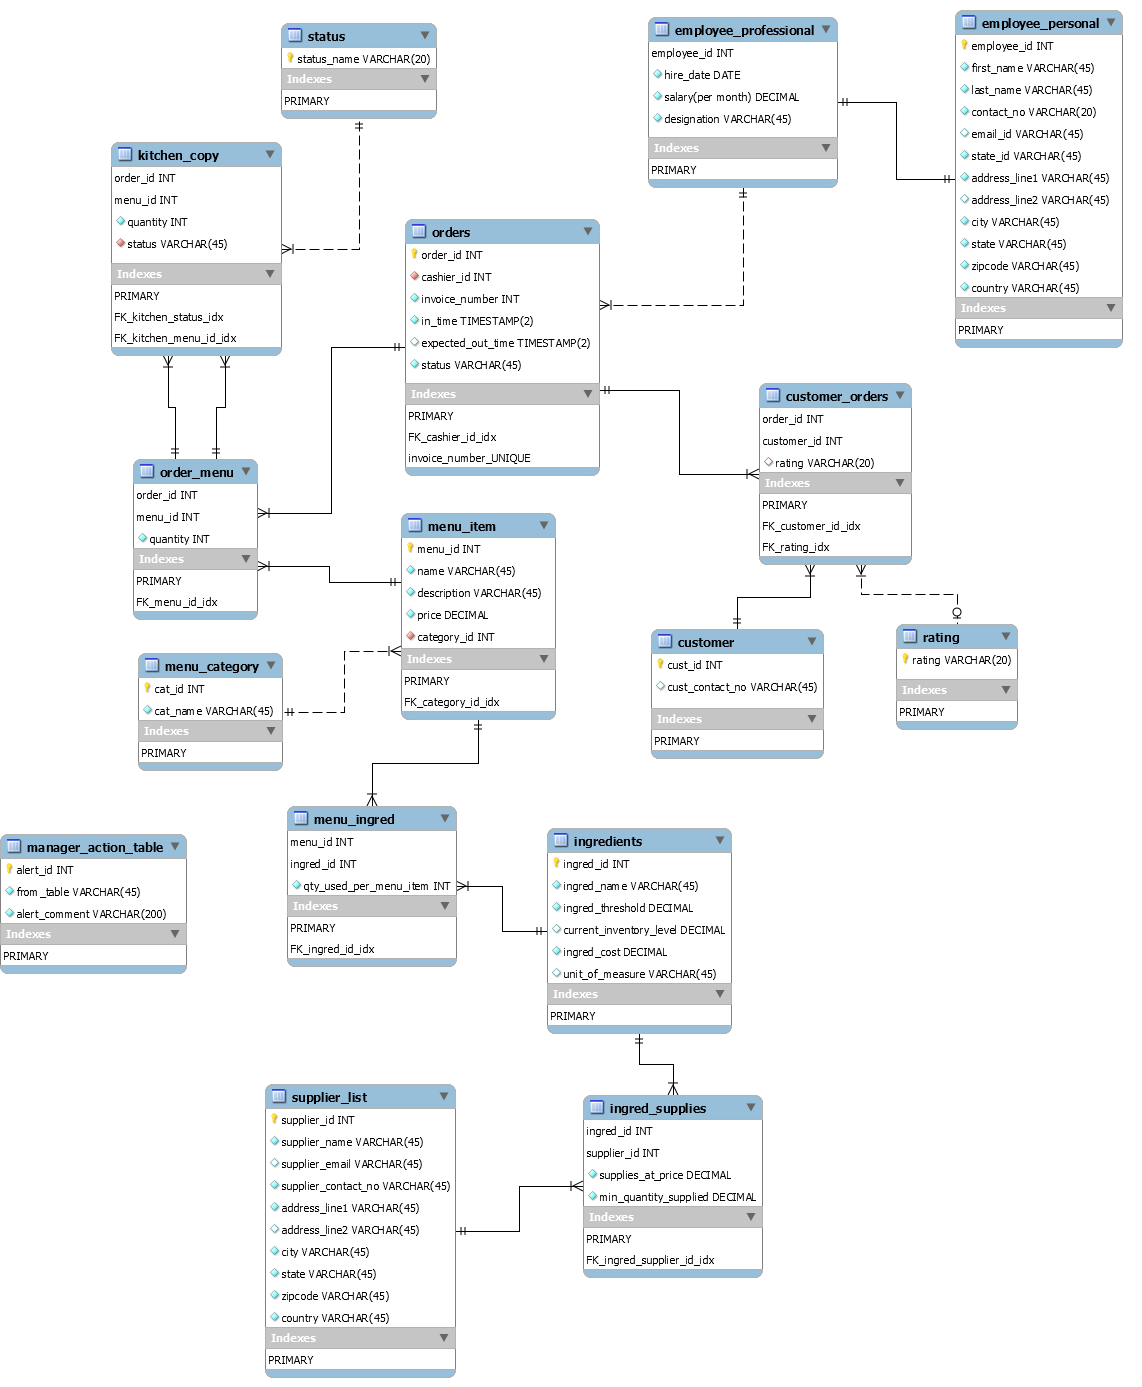 status
status_name VARCHAR(20)
Indexes
PRIMARY
employee_professional
employee_id INT
hire_date DATE
salary(per month) DECIMAL
designation VARCHAR(45)
Indexes
PRIMARY
employee_personal
employee_id INT
first_name VARCHAR(45)
last_name VARCHAR(45)
contact_no VARCHAR(20)
email_id VARCHAR(45)
state_id VARCHAR(45)
address_line1 VARCHAR(45)
address_line2 VARCHAR(45)
city VARCHAR(45)
state VARCHAR(45)
zipcode VARCHAR(45)
country VARCHAR(45)
Indexes
PRIMARY
kitchen_copy
order_id INT
menu_id INT
quantity INT
status VARCHAR(45)
Indexes
PRIMARY
FK_kitchen_status_idx
FK_kitchen_menu_id_idx
orders
order_id INT
cashier_id INT
invoice_number INT
in_time TIMESTAMP(2)
expected_out_time TIMESTAMP(2)
status VARCHAR(45)
Indexes
PRIMARY
FK_cashier_id_idx
invoice_number_UNIQUE
customer_orders
order_id INT
customer_id INT
rating VARCHAR(20)
Indexes
PRIMARY
FK_customer_id_idx
FK_rating_idx
order_menu
order_id INT
menu_id INT
quantity INT
Indexes
PRIMARY
FK_menu_id_idx
menu_item
menu_id INT
name VARCHAR(45)
description VARCHAR(45)
price DECIMAL
category_id INT
Indexes
PRIMARY
FK_category_id_idx
menu_category
cat_id INT
cat_name VARCHAR(45)
Indexes
PRIMARY
customer
cust_id INT
cust_contact_no VARCHAR(45)
Indexes
PRIMARY
rating
rating VARCHAR(20)
Indexes
PRIMARY
manager_action_table
alert_id INT
from_table VARCHAR(45)
alert_comment VARCHAR(200)
Indexes
PRIMARY
menu_ingred
menu_id INT
ingred_id INT
qty_used_per_menu_item INT
Indexes
PRIMARY
FK_ingred_id_idx
ingredients
ingred_id INT
ingred_name VARCHAR(45)
ingred_threshold DECIMAL
current_inventory_level DECIMAL
ingred_cost DECIMAL
unit_of_measure VARCHAR(45)
Indexes
PRIMARY
supplier_list
supplier_id INT
supplier_name VARCHAR(45)
supplier_email VARCHAR(45)
supplier_contact_no VARCHAR(45)
address_line1 VARCHAR(45)
address_line2 VARCHAR(45)
city VARCHAR(45)
state VARCHAR(45)
zipcode VARCHAR(45)
country VARCHAR(45)
Indexes
PRIMARY
ingred_supplies
ingred_id INT
supplier_id INT
supplies_at_price DECIMAL
min_quantity_supplied DECIMAL
Indexes
PRIMARY
FK_ingred_supplier_id_idx